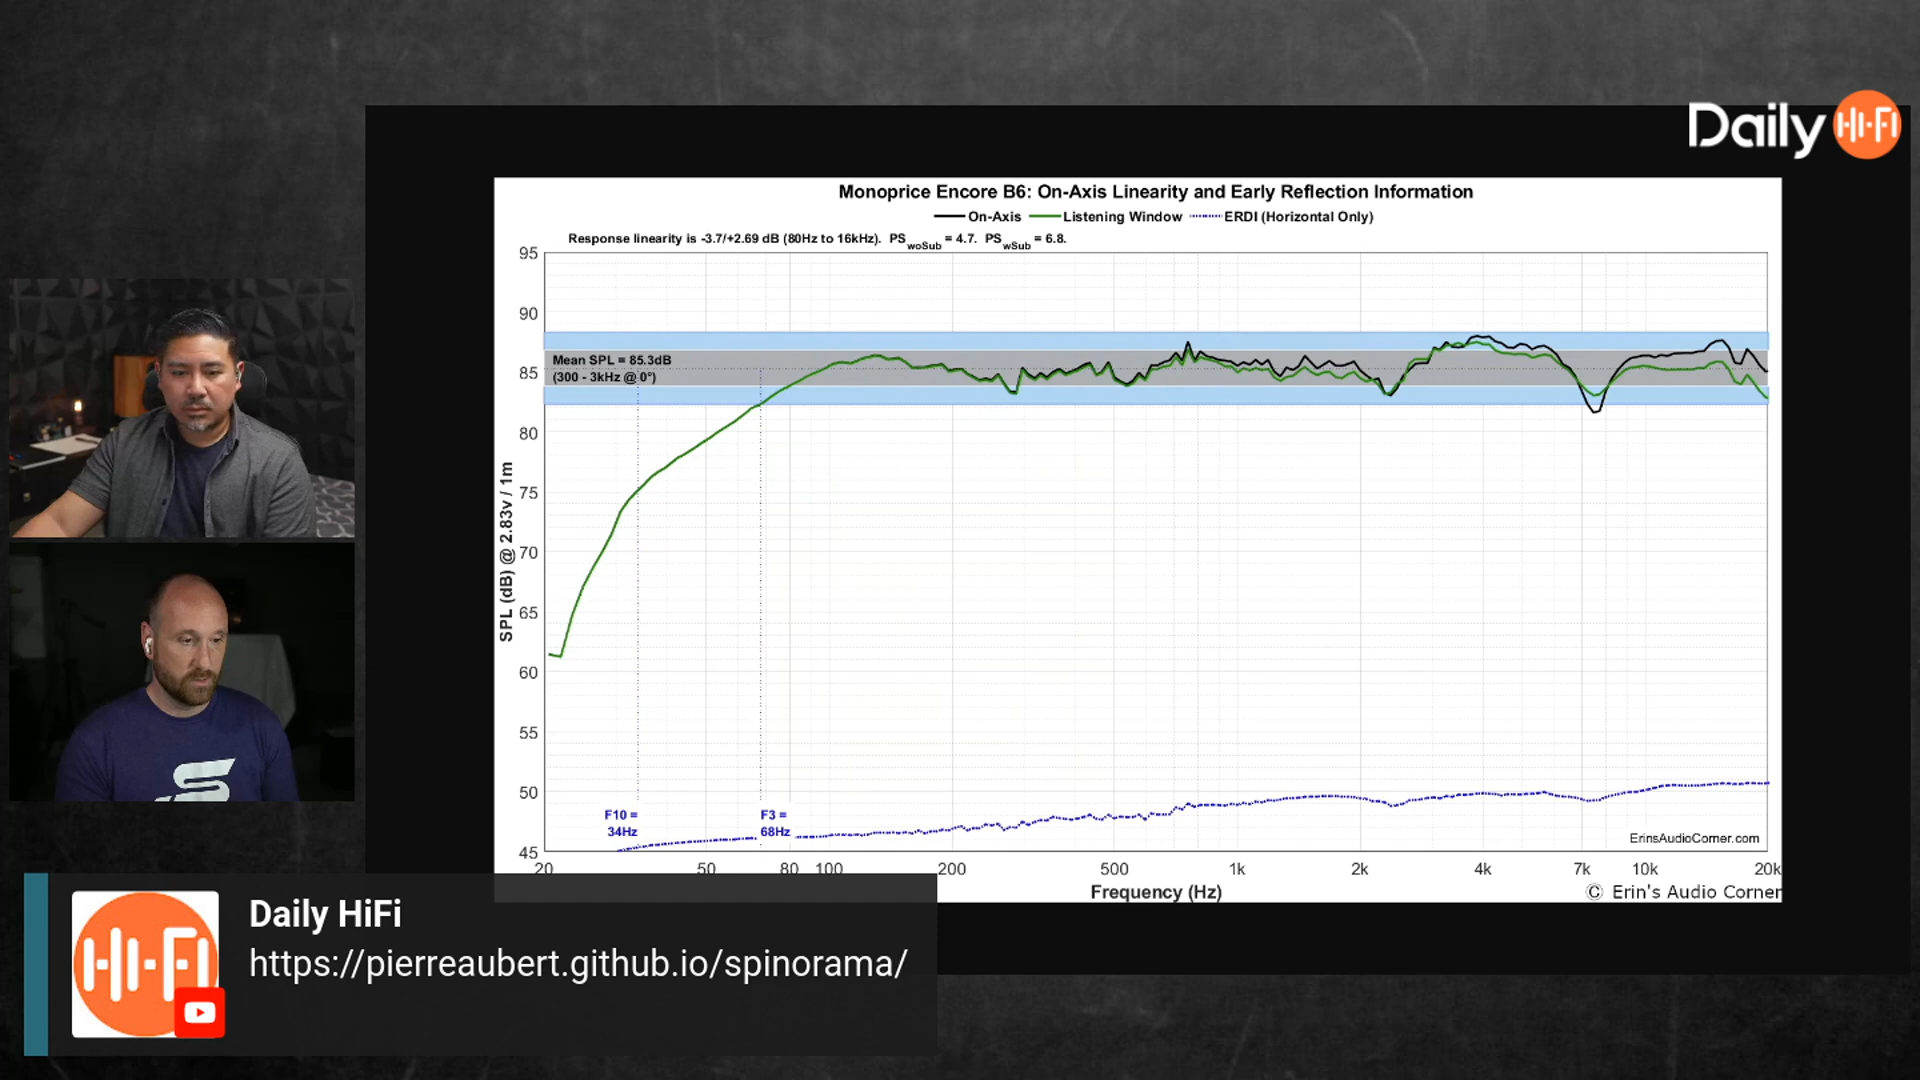 Daily HI-FI
Monoprice Encore B6: On-Axis Linearity and Early Reflection Information
On-Axis Listening Window ERDI (Horizontal Only)
Response linearity is -3.7/+2.69 dB (80Hz to 16kHz). PS woSub = 4.7. PS wSub = 6.8.
95
90
85
80
75
70
65
60
55
50
45
SPL (dB) @ 2.83v / 1m
Mean SPL = 85.3dB
(300 - 3kHz @ 0°)
F10 =
34Hz
F3 =
68Hz
ErinsAudioCorner.com
20 50 80 100 200 500 1k 2k 4k 7k 10k 20k
Frequency (Hz)
© Erin's Audio Corner
HI-FI
Daily HiFi
https://pierreaubert.github.io/spinorama/